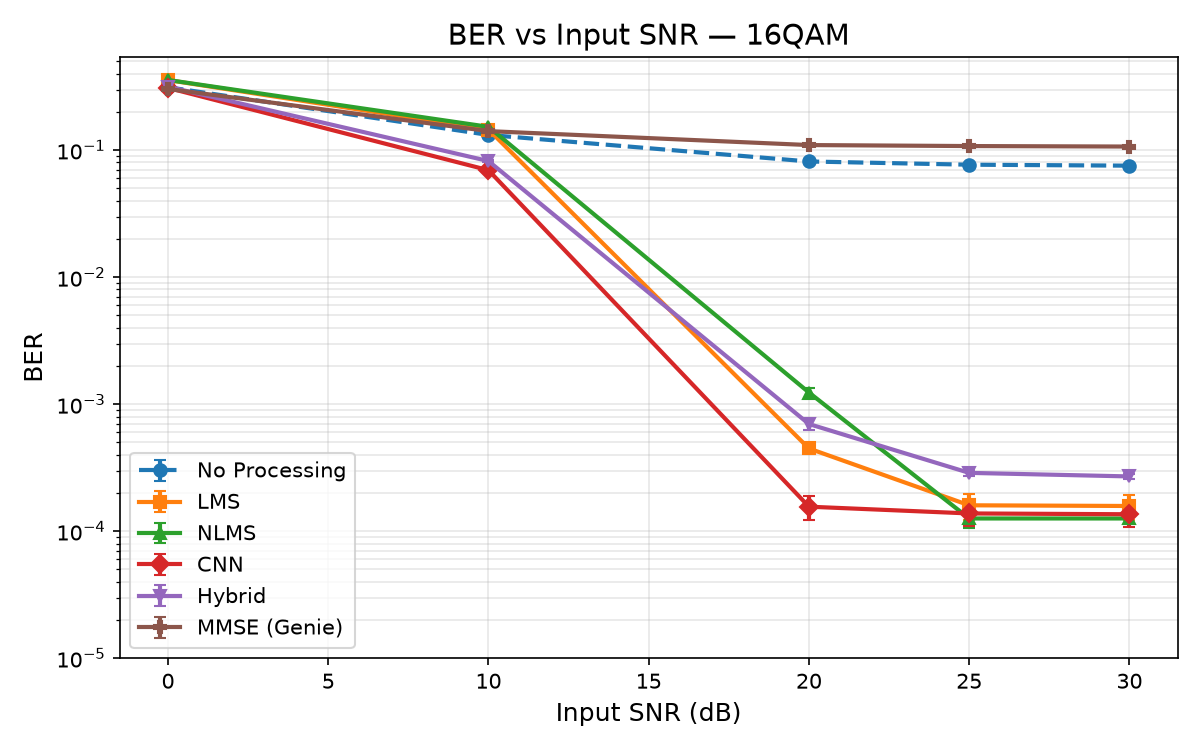 BER vs Input SNR — 16QAM
BER
10⁻¹
10⁻²
10⁻³
10⁻⁴
10⁻⁵
No Processing
LMS
NLMS
CNN
Hybrid
MMSE (Genie)
0 5 10 15 20 25 30
Input SNR (dB)